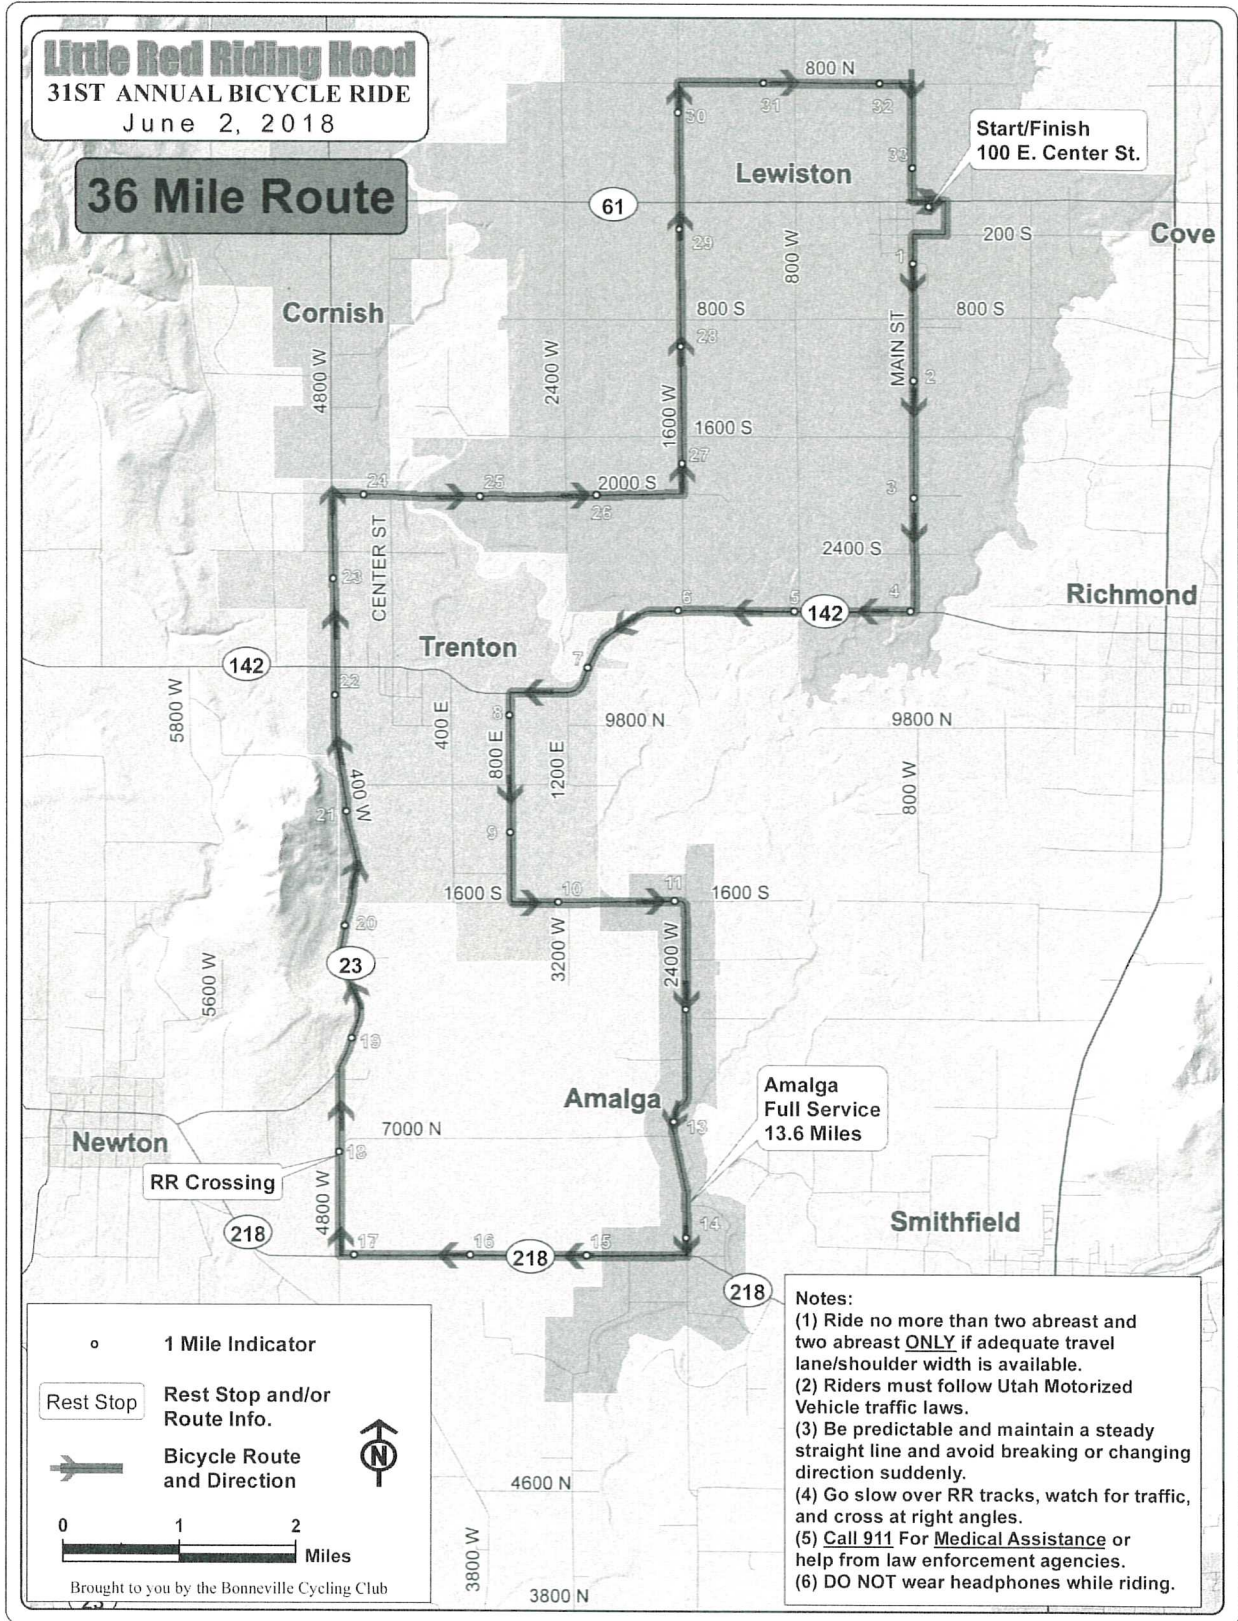 Little Red Riding Hood
31ST ANNUAL BICYCLE RIDE
June 2, 2018
36 Mile Route
800 N
30
31
32
Start/Finish
100 E. Center St.
33
Lewiston
61
Cove
200 S
29
800 W
1
Cornish
800 S
800 S
28
MAIN ST
4800 W
2400 W
2
1600 W
1600 S
27
24
25
2000 S
26
3
CENTER ST
2400 S
23
Richmond
6
5
142
4
Trenton
142
7
22
5800 W
400 E
8
9800 N
9800 N
800 E
1200 E
400 W
800 W
21
9
1600 S
10
11
1600 S
20
3200 W
2400 W
23
5600 W
19
Amalga
Amalga
Full Service
13.6 Miles
7000 N
13
Newton
18
RR Crossing
4800 W
218
Smithfield
14
17
16
218
15
218
1 Mile Indicator
Rest Stop
Rest Stop and/or
Route Info.
Bicycle Route
and Direction
N
0 1 2
Miles
Brought to you by the Bonneville Cycling Club
23
4600 N
3800 W
3800 N
Notes:
(1) Ride no more than two abreast and
two abreast ONLY if adequate travel
lane/shoulder width is available.
(2) Riders must follow Utah Motorized
Vehicle traffic laws.
(3) Be predictable and maintain a steady
straight line and avoid breaking or changing
direction suddenly.
(4) Go slow over RR tracks, watch for traffic,
and cross at right angles.
(5) Call 911 For Medical Assistance or
help from law enforcement agencies.
(6) DO NOT wear headphones while riding.